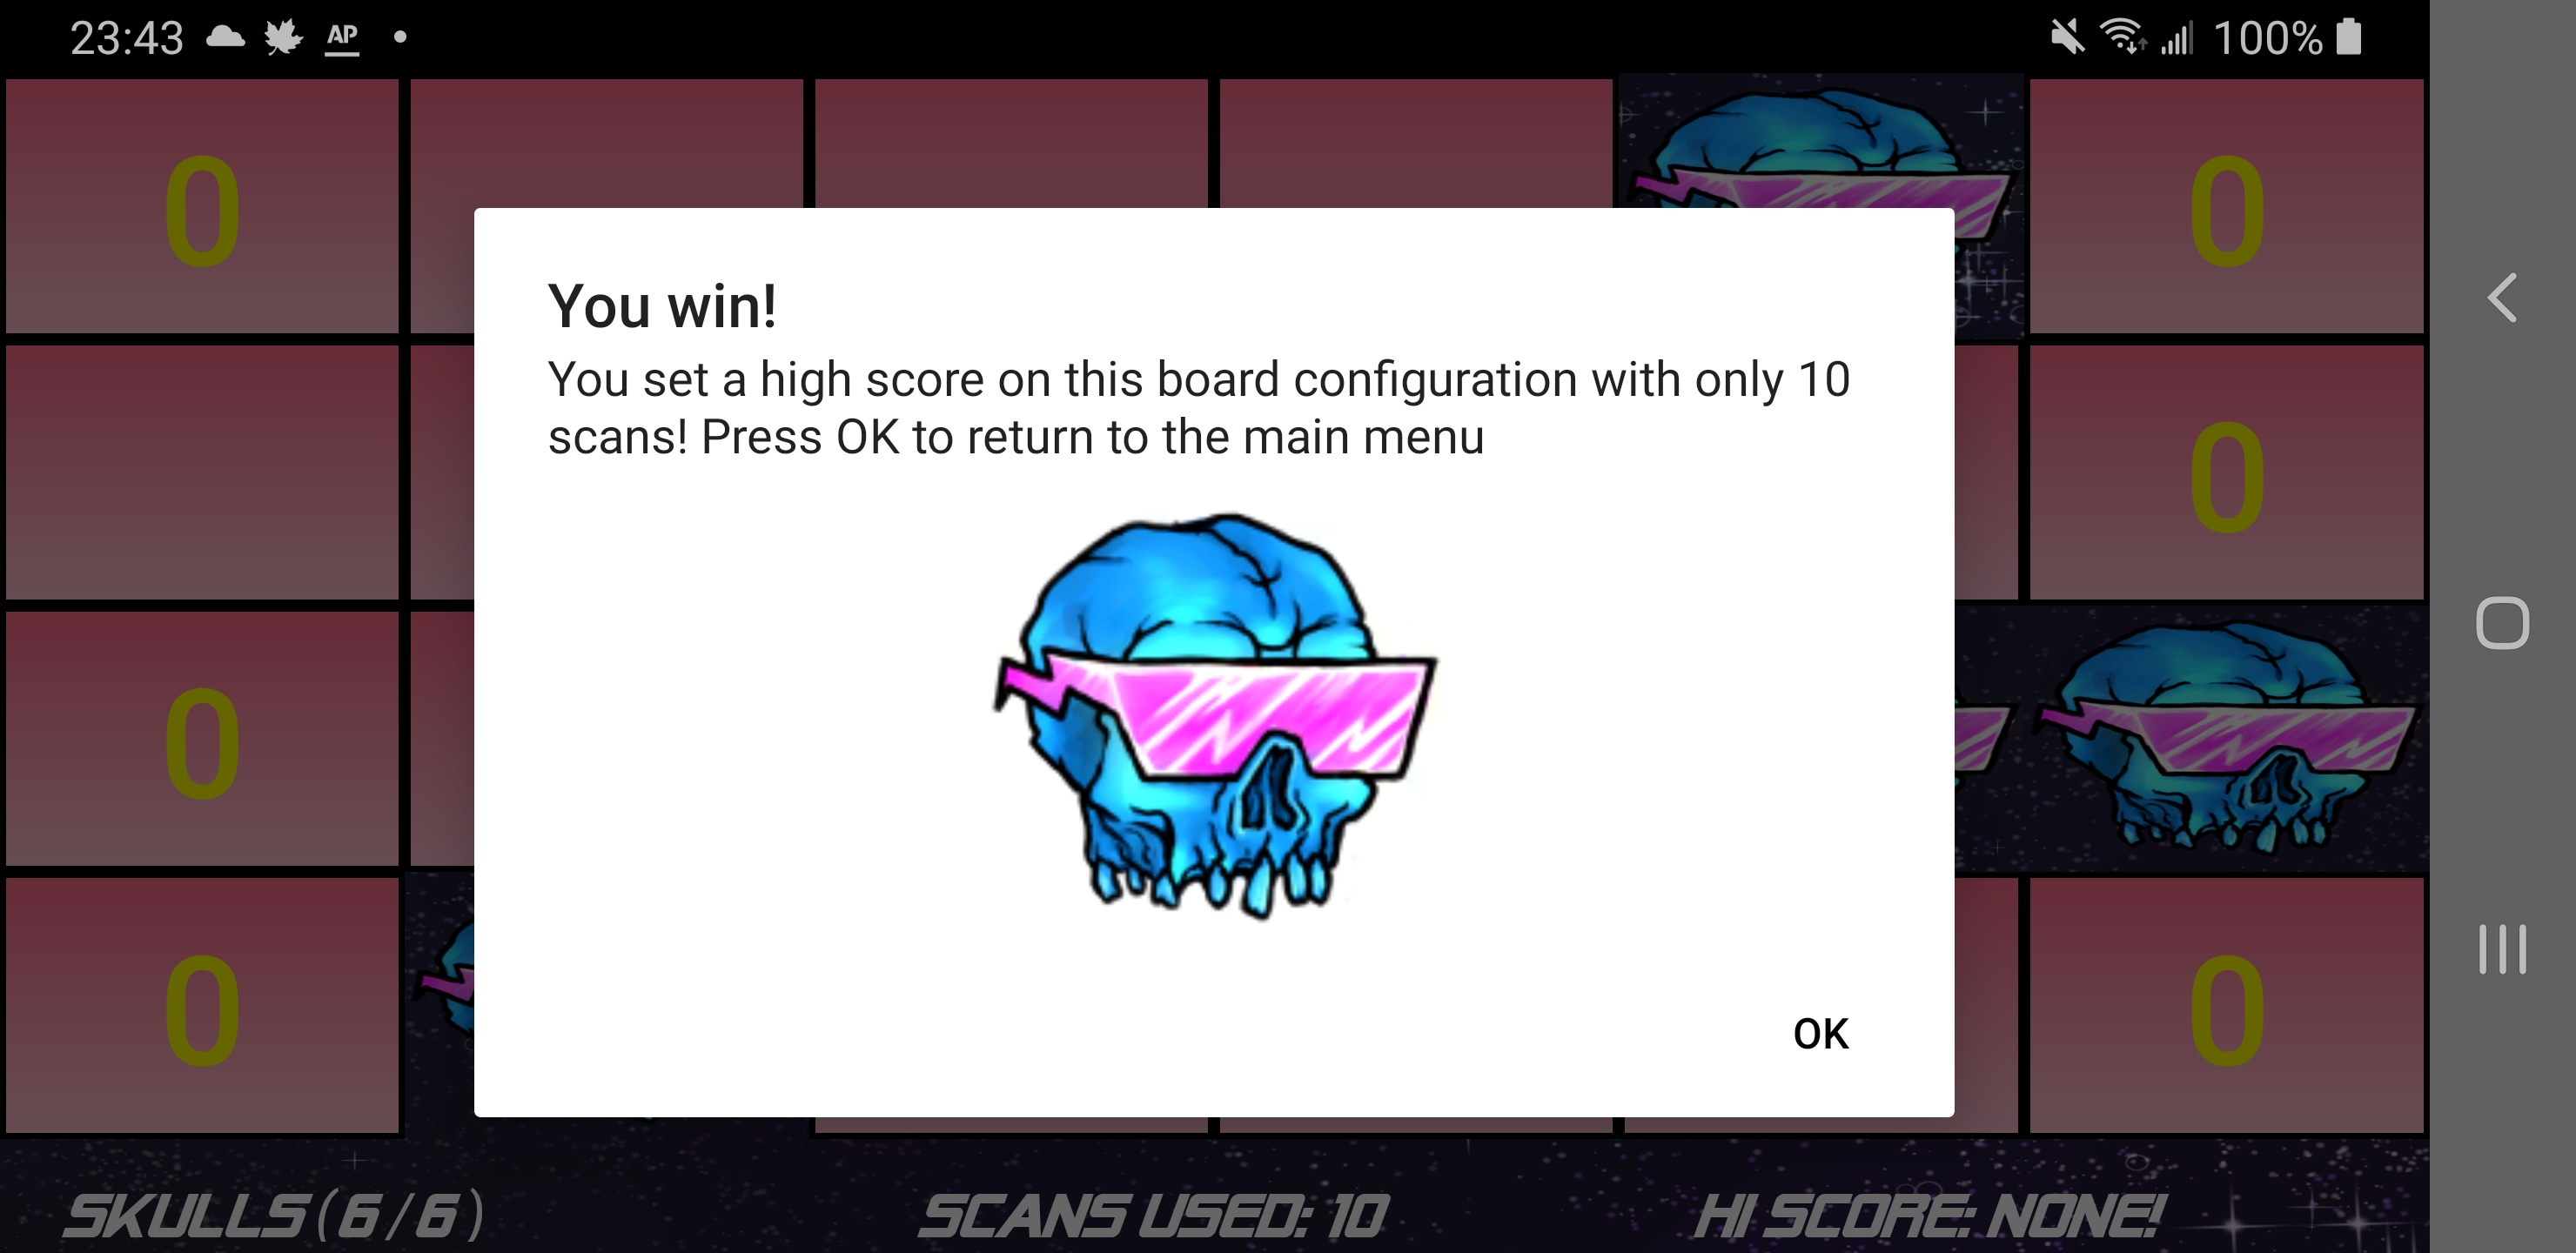 23:43 AP 100%
0 0
You win!
You set a high score on this board configuration with only 10
scans! Press OK to return to the main menu
0
0
0 0
OK
SKULLS(6/6) SCANS USED: 10 HI SCORE: NONE!